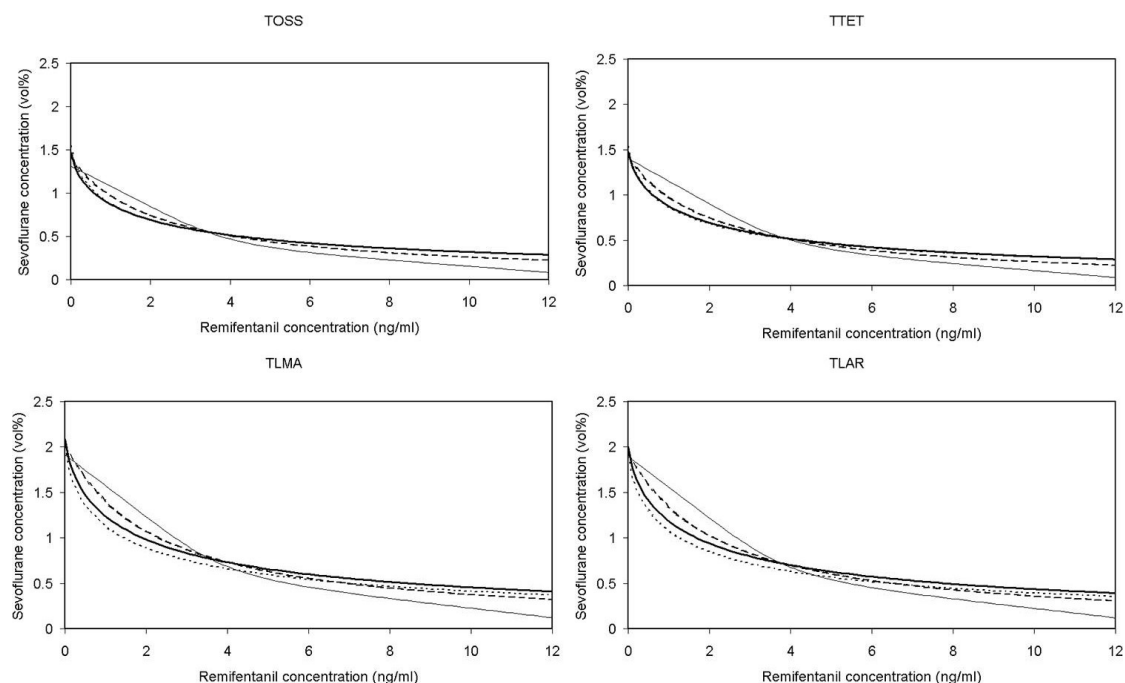 TOSS
Sevoflurane concentration (vol%)
2.5
2
1.5
1
0.5
0
0 2 4 6 8 10 12
Remifentanil concentration (ng/ml)
TTET
Sevoflurane concentration (vol%)
2.5
2
1.5
1
0.5
0
0 2 4 6 8 10 12
Remifentanil concentration (ng/ml)
TLMA
Sevoflurane concentration (vol%)
2.5
2
1.5
1
0.5
0
0 2 4 6 8 10 12
Remifentanil concentration (ng/ml)
TLAR
Sevoflurane concentration (vol%)
2.5
2
1.5
1
0.5
0
0 2 4 6 8 10 12
Remifentanil concentration (ng/ml)